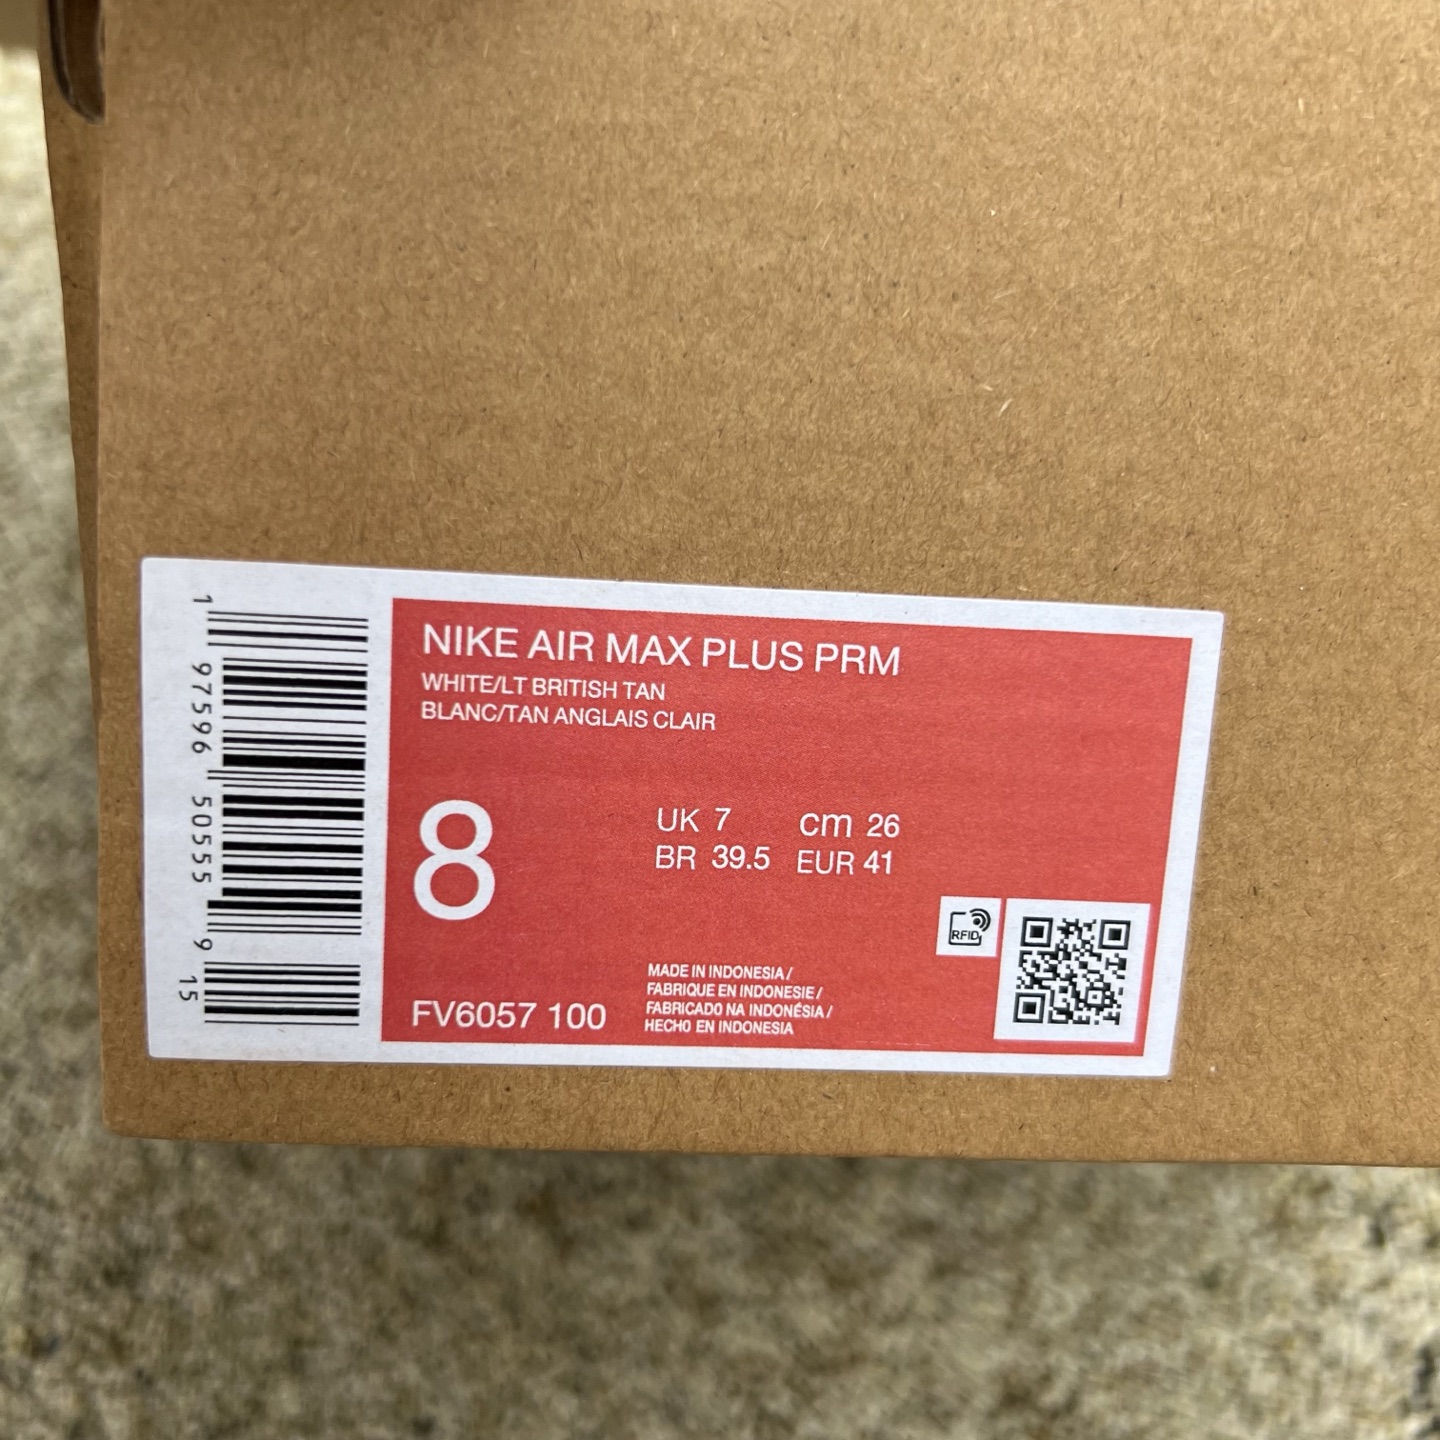 1 97596 50555 9 15
NIKE AIR MAX PLUS PRM
WHITE/LT BRITISH TAN
BLANC/TAN ANGLAIS CLAIR
8
UK 7 cm 26
BR 39.5 EUR 41
RFID
FV6057 100
MADE IN INDONESIA /
FABRIQUE EN INDONESIE /
FABRICADO NA INDONÉSIA /
HECHO EN INDONESIA